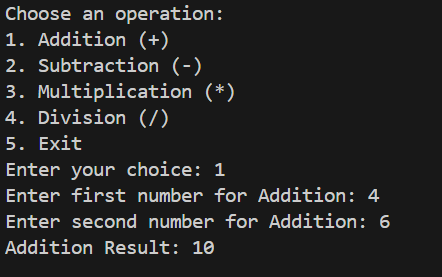 Choose an operation:
1. Addition (+)
2. Subtraction (-)
3. Multiplication (*)
4. Division (/)
5. Exit
Enter your choice: 1
Enter first number for Addition: 4
Enter second number for Addition: 6
Addition Result: 10